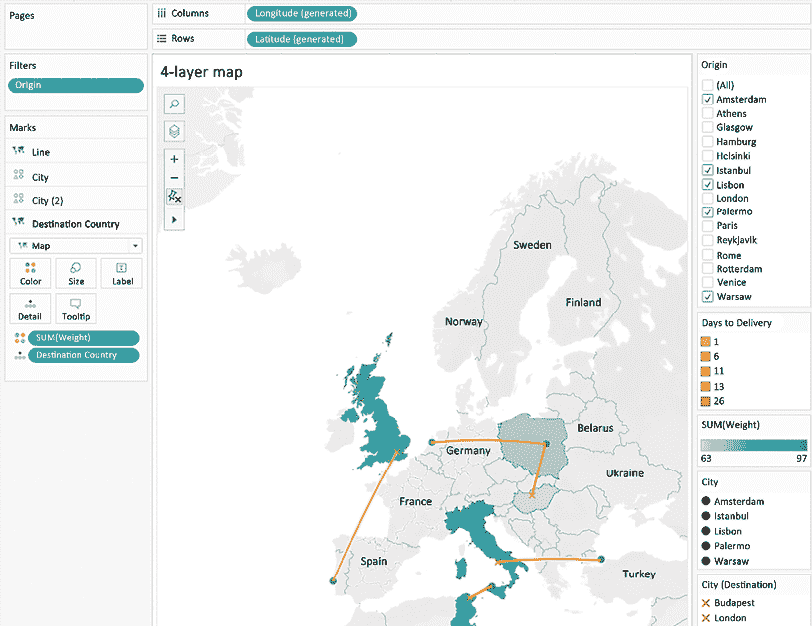 Pages
Columns
Longitude (generated)
Rows
Latitude (generated)
Filters
Origin
Marks
Line
City
City (2)
Destination Country
Map
Color
Size
Label
Detail
Tooltip
SUM(Weight)
Destination Country
4-layer map
Sweden
Finland
Norway
Belarus
Germany
Ukraine
France
Spain
Turkey
Origin
(All)
Amsterdam
Athens
Glasgow
Hamburg
Helsinki
Istanbul
Lisbon
London
Palermo
Paris
Reykjavik
Rome
Rotterdam
Venice
Warsaw
Days to Delivery
1
6
11
13
26
SUM(Weight)
63 97
City
Amsterdam
Istanbul
Lisbon
Palermo
Warsaw
City (Destination)
Budapest
London